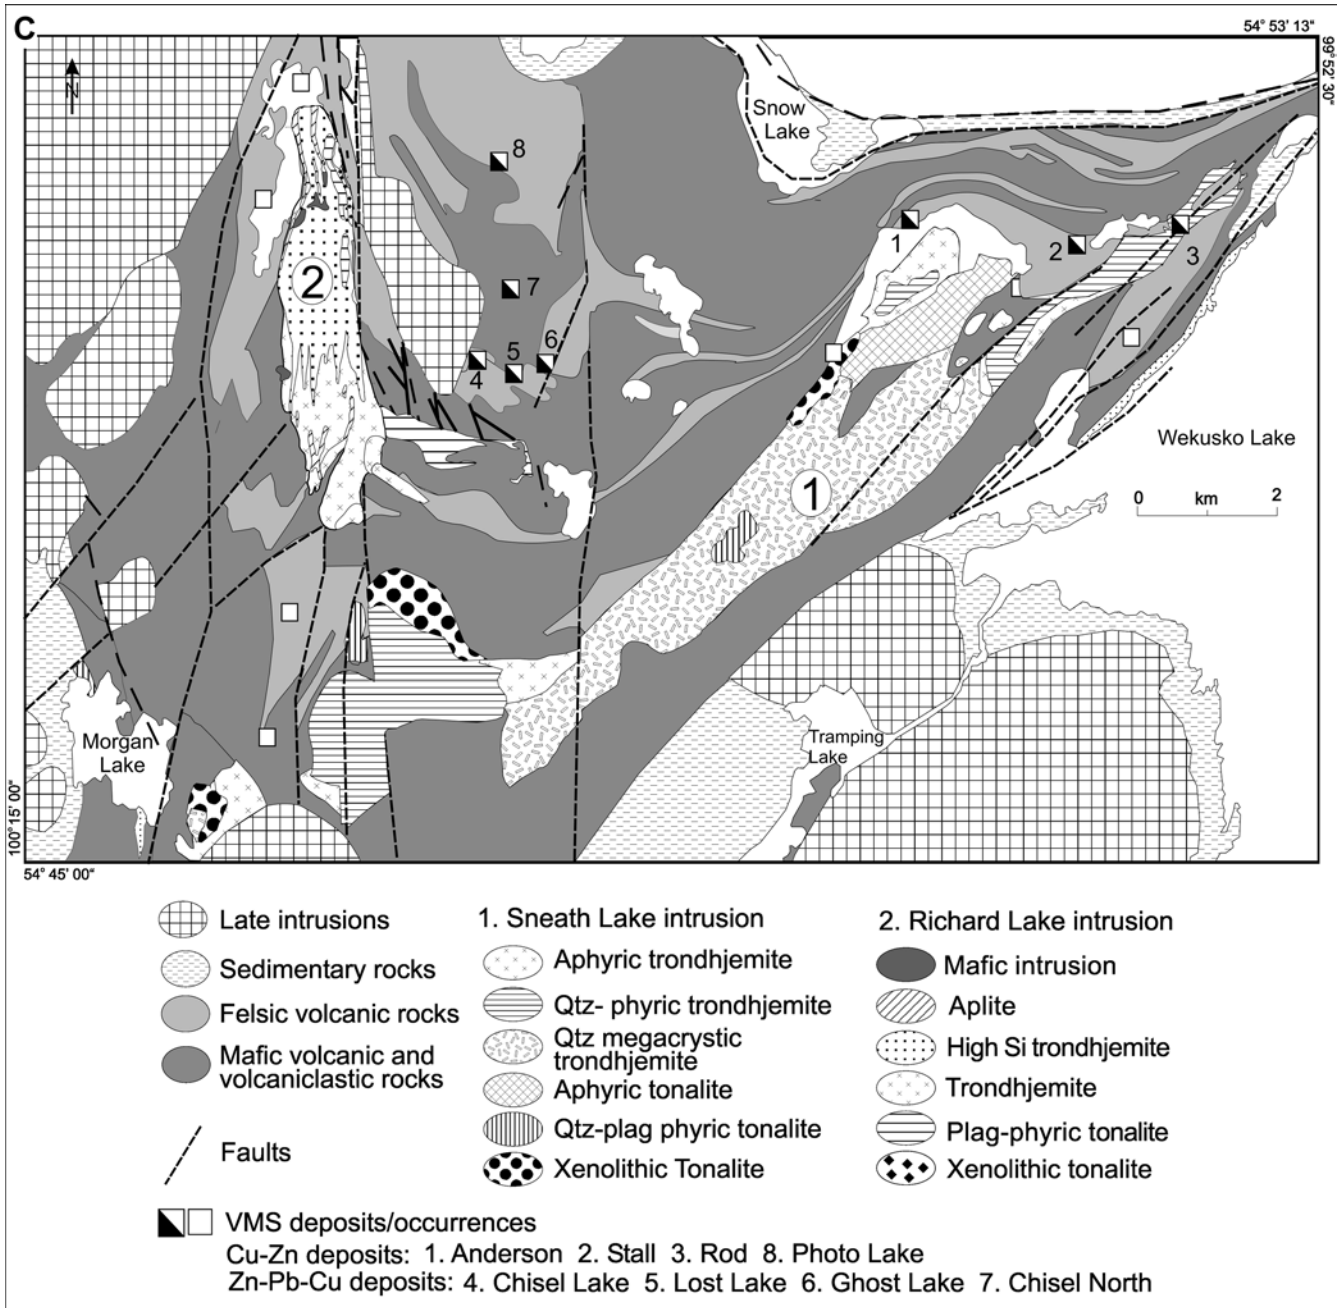 C
54° 53' 13"
99° 52' 30"
N
Snow
Lake
8
1
2
3
7
2
4
5
6
Wekusko Lake
1
0 km 2
Morgan
Lake
Tramping
Lake
100° 15' 00"
54° 45' 00"
Late intrusions
Sedimentary rocks
Felsic volcanic rocks
Mafic volcanic and
volcaniclastic rocks
Faults
1. Sneath Lake intrusion
Aphyric trondhjemite
Qtz- phyric trondhjemite
Qtz megacrystic
trondhjemite
Aphyric tonalite
Qtz-plag phyric tonalite
Xenolithic Tonalite
2. Richard Lake intrusion
Mafic intrusion
Aplite
High Si trondhjemite
Trondhjemite
Plag-phyric tonalite
Xenolithic tonalite
VMS deposits/occurrences
Cu-Zn deposits: 1. Anderson 2. Stall 3. Rod 8. Photo Lake
Zn-Pb-Cu deposits: 4. Chisel Lake 5. Lost Lake 6. Ghost Lake 7. Chisel North